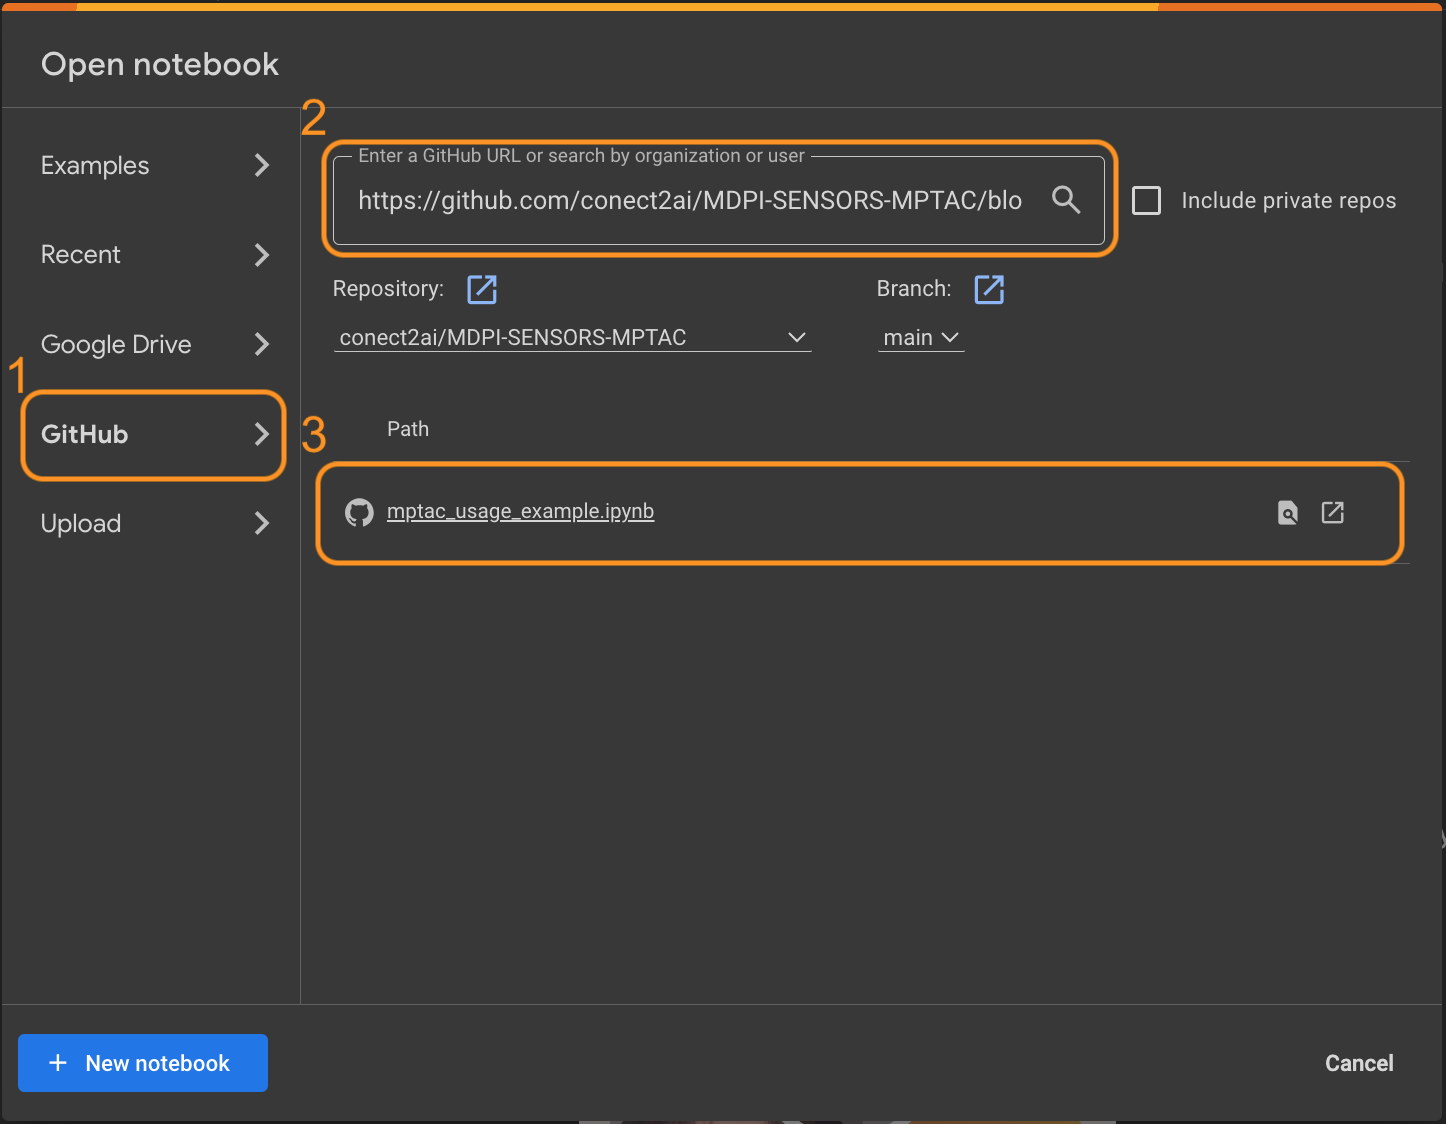 Open notebook
Examples
Recent
Google Drive
1
GitHub
Upload
2
Enter a GitHub URL or search by organization or user
https://github.com/conect2ai/MDPI-SENSORS-MPTAC/blo
Include private repos
Repository:
Branch:
conect2ai/MDPI-SENSORS-MPTAC
main
3
Path
mptac_usage_example.ipynb
+ New notebook
Cancel